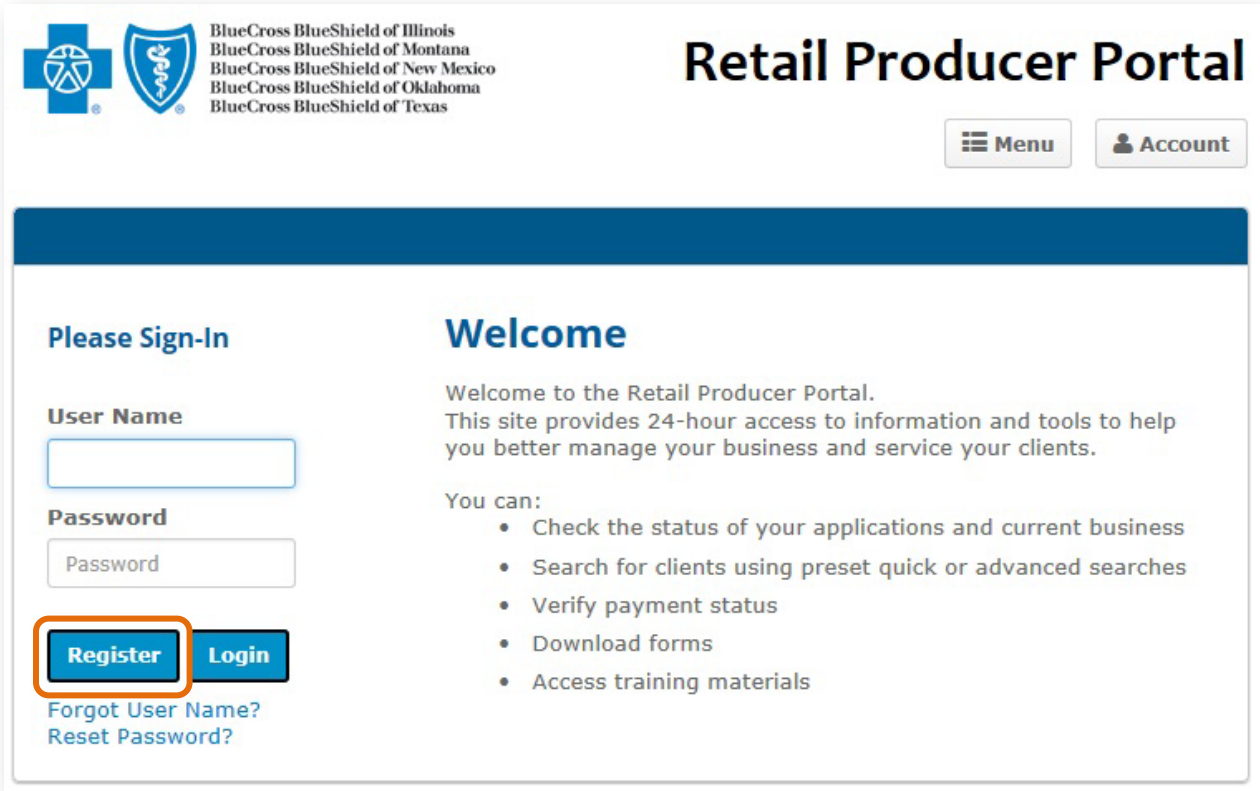 BlueCross BlueShield of Illinois
BlueCross BlueShield of Montana
BlueCross BlueShield of New Mexico
BlueCross BlueShield of Oklahoma
BlueCross BlueShield of Texas
Retail Producer Portal
Menu
Account
Please Sign-In
User Name
Password
Password
Register
Login
Forgot User Name?
Reset Password?
Welcome
Welcome to the Retail Producer Portal.
This site provides 24-hour access to information and tools to help
you better manage your business and service your clients.
You can:
• Check the status of your applications and current business
• Search for clients using preset quick or advanced searches
• Verify payment status
• Download forms
• Access training materials